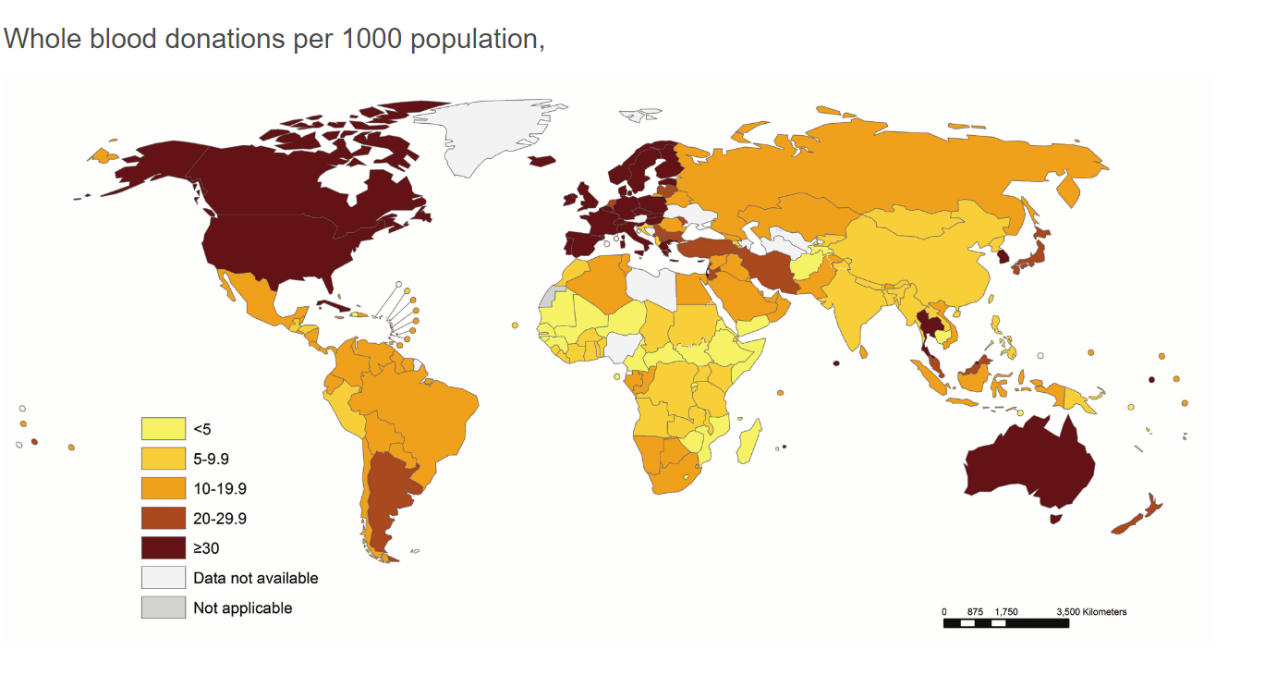 Whole blood donations per 1000 population,
<5
5-9.9
10-19.9
20-29.9
≥30
Data not available
Not applicable
0 875 1,750 3,500 Kilometers